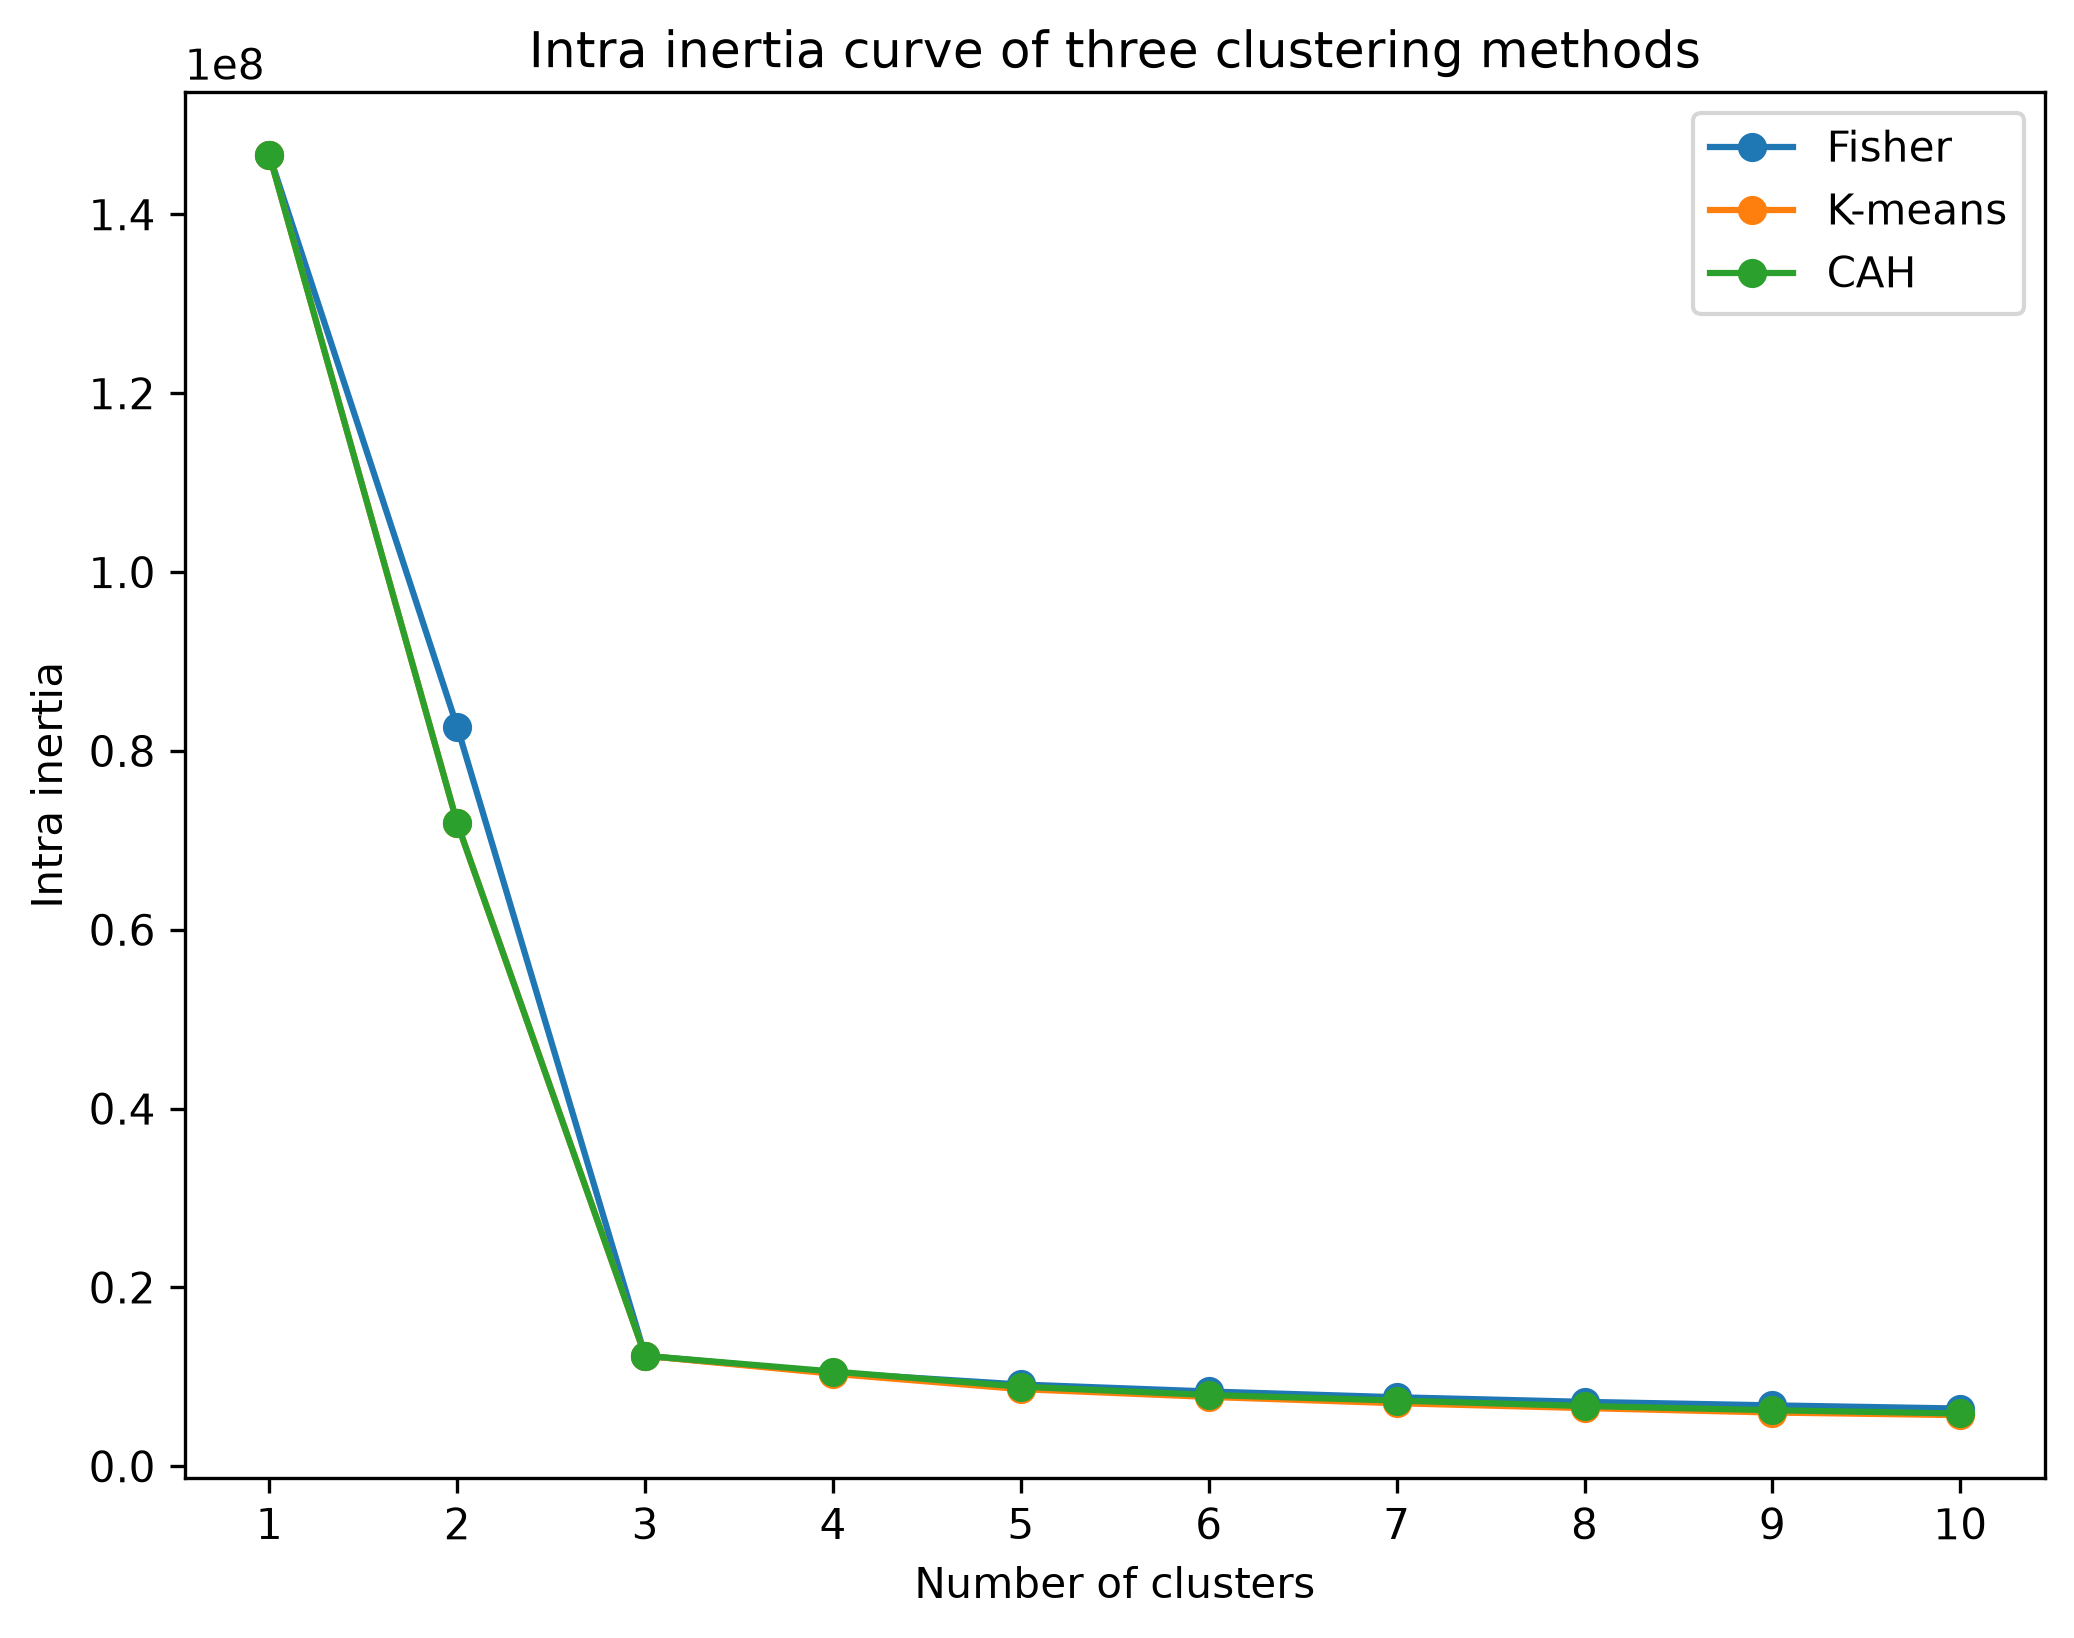 Intra inertia curve of three clustering methods
1e8
Fisher
K-means
CAH
1.4
1.2
1.0
0.8
0.6
0.4
0.2
0.0
Intra inertia
1 2 3 4 5 6 7 8 9 10
Number of clusters